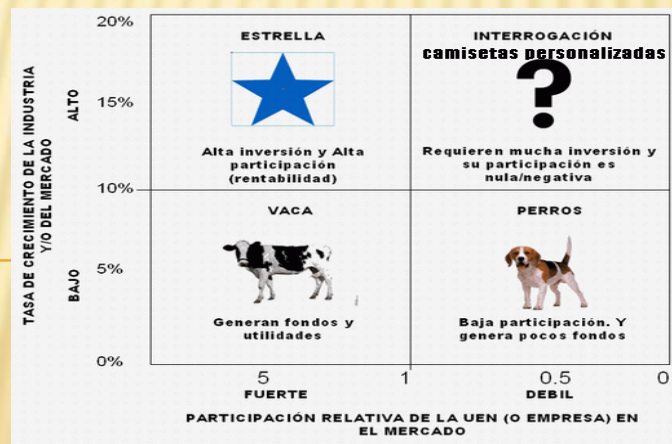 20%
ESTRELLA
INTERROGACIÓN
camisetas personalizadas
?
TASA DE CRECIMIENTO DE LA INDUSTRIA
Y/O DEL MERCADO
ALTO
15%
Alta inversión y Alta
participación
(rentabilidad)
Requieren mucha inversión y
su participación es
nula/negativa
10%
VACA
PERROS
BAJO
5%
Generan fondos y
utilidades
Baja participación. Y
genera pocos fondos
0%
5
1
0.5
0
FUERTE
DEBIL
PARTICIPACIÓN RELATIVA DE LA UEN (O EMPRESA) EN
EL MERCADO